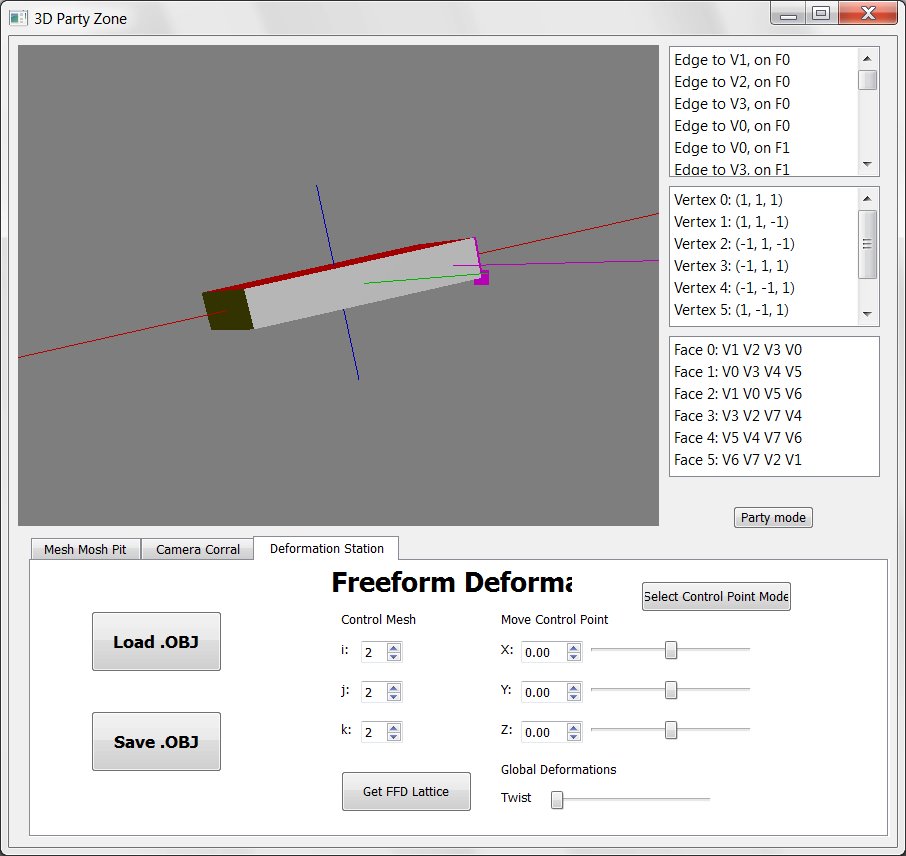 3D Party Zone
Edge to V1, on F0
Edge to V2, on F0
Edge to V3, on F0
Edge to V0, on F0
Edge to V0, on F1
Edge to V3, on F1
Vertex 0: (1, 1, 1)
Vertex 1: (1, 1, -1)
Vertex 2: (-1, 1, -1)
Vertex 3: (-1, 1, 1)
Vertex 4: (-1, -1, 1)
Vertex 5: (1, -1, 1)
Face 0: V1 V2 V3 V0
Face 1: V0 V3 V4 V5
Face 2: V1 V0 V5 V6
Face 3: V3 V2 V7 V4
Face 4: V5 V4 V7 V6
Face 5: V6 V7 V2 V1
Party mode
Mesh Mosh Pit
Camera Corral
Deformation Station
Freeform Deforma
Select Control Point Mode
Load .OBJ
Save .OBJ
Control Mesh
i: 2
j: 2
k: 2
Get FFD Lattice
Move Control Point
X: 0.00
Y: 0.00
Z: 0.00
Global Deformations
Twist